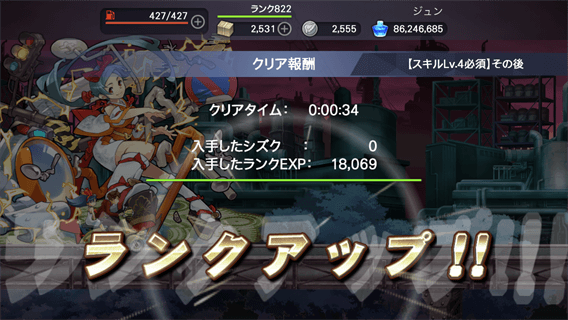 427/427
ランク822
2,531
2,555
ジュン
86,246,685
クリア報酬
【スキルLv.4必須】その後
クリアタイム： 0:00:34
入手したシズク ： 0
入手したランクEXP： 18,069
ランクアップ!!